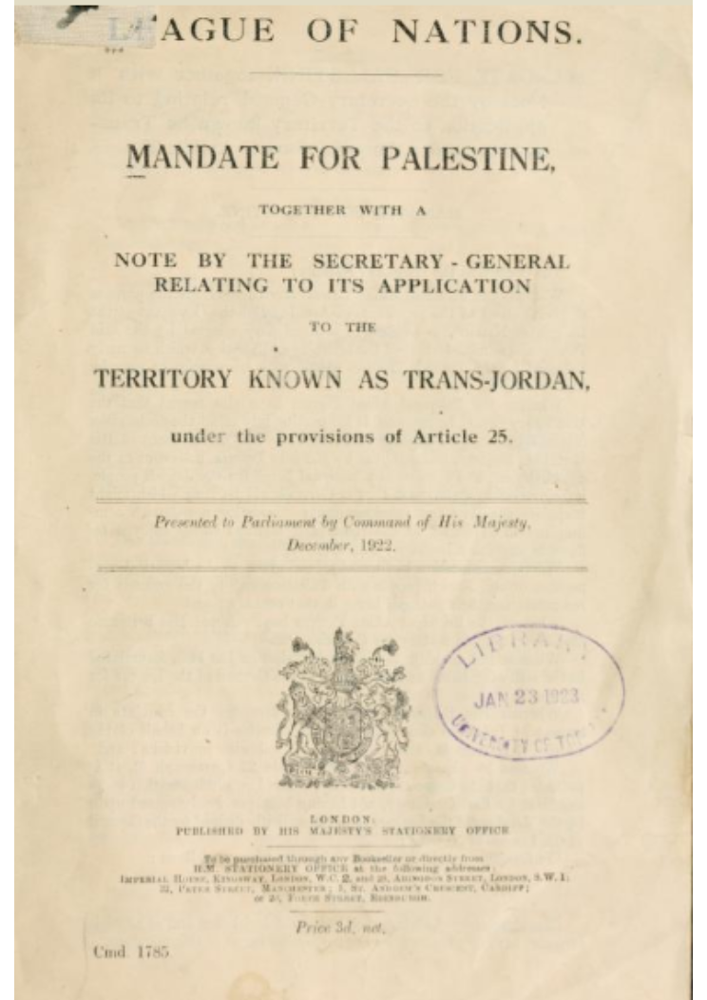 LEAGUE OF NATIONS.
MANDATE FOR PALESTINE,
TOGETHER WITH A
NOTE BY THE SECRETARY-GENERAL
RELATING TO ITS APPLICATION
TO THE
TERRITORY KNOWN AS TRANS-JORDAN,
under the provisions of Article 25.
Presented to Parliament by Command of His Majesty,
December, 1922.
LIBRARY
JAN 23 1923
UNIVERSITY OF
LONDON:
PUBLISHED BY HIS MAJESTY'S STATIONERY OFFICE
To be purchased through any Bookseller or directly from
H.M. STATIONERY OFFICE at the following addresses:
IMPERIAL HOUSE, KINGSWAY, LONDON, W.C. 2, and 28, ABINGDON STREET, LONDON, S.W. 1;
37, PETER STREET, MANCHESTER; 1, ST. ANDREW'S CRESCENT, CARDIFF;
or 23, FORTH STREET, EDINBURGH.
Price 3d. net.
Cmd. 1785